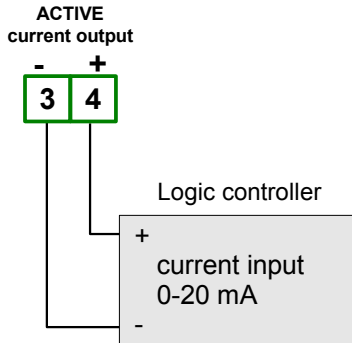 ACTIVE
current output
- +
3 4
Logic controller
+
current input
0-20 mA
-